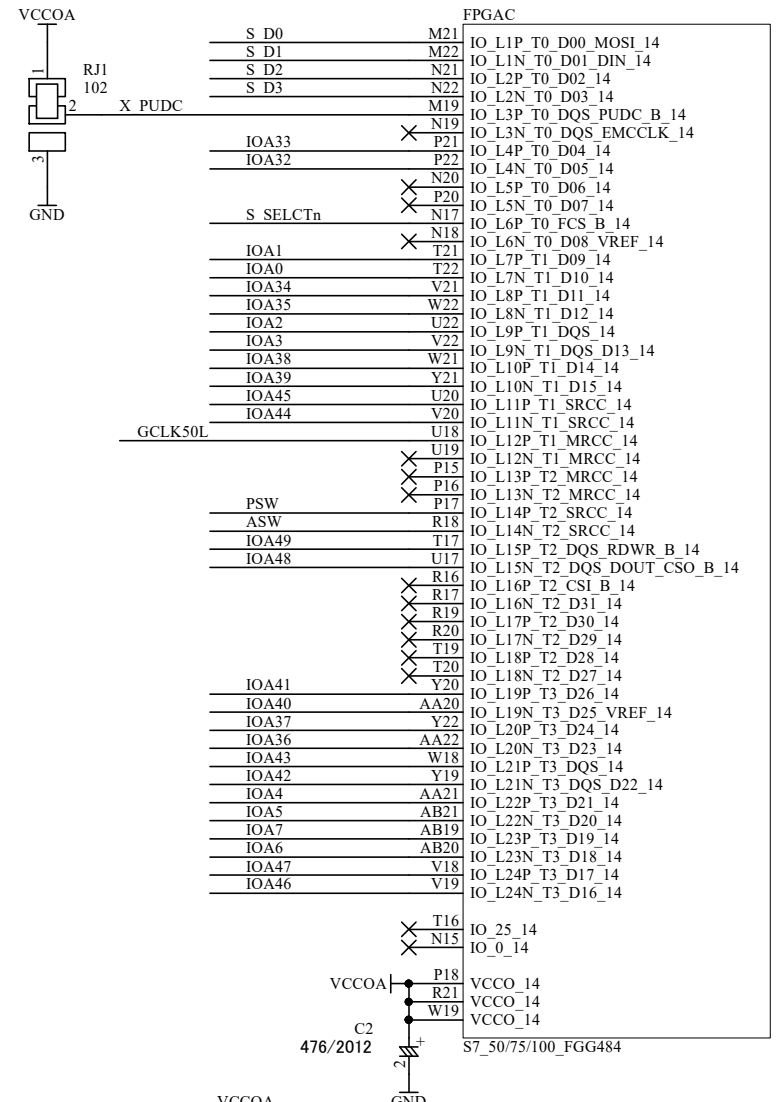 VCCOA
FPGAC
S_D0 M21 IO_L1P_T0_D00_MOSI_14
S_D1 M22 IO_L1N_T0_D01_DIN_14
S_D2 N21 IO_L2P_T0_D02_14
S_D3 N22 IO_L2N_T0_D03_14
1 RJ1
102
2 X_PUDC M19 IO_L3P_T0_DQS_PUDC_B_14
N19 IO_L3N_T0_DQS_EMCCLK_14
IOA33 P21 IO_L4P_T0_D04_14
3 IOA32 P22 IO_L4N_T0_D05_14
N20 IO_L5P_T0_D06_14
P20 IO_L5N_T0_D07_14
GND
S_SELCTn N17 IO_L6P_T0_FCS_B_14
N18 IO_L6N_T0_D08_VREF_14
IOA1 T21 IO_L7P_T1_D09_14
IOA0 T22 IO_L7N_T1_D10_14
IOA34 V21 IO_L8P_T1_D11_14
IOA35 W22 IO_L8N_T1_D12_14
IOA2 U22 IO_L9P_T1_DQS_14
IOA3 V22 IO_L9N_T1_DQS_D13_14
IOA38 W21 IO_L10P_T1_D14_14
IOA39 Y21 IO_L10N_T1_D15_14
IOA45 U20 IO_L11P_T1_SRCC_14
IOA44 V20 IO_L11N_T1_SRCC_14
GCLK50L U18 IO_L12P_T1_MRCC_14
U19 IO_L12N_T1_MRCC_14
P15 IO_L13P_T2_MRCC_14
P16 IO_L13N_T2_MRCC_14
PSW P17 IO_L14P_T2_SRCC_14
ASW R18 IO_L14N_T2_SRCC_14
IOA49 T17 IO_L15P_T2_DQS_RDWR_B_14
IOA48 U17 IO_L15N_T2_DQS_DOUT_CSO_B_14
R16 IO_L16P_T2_CSI_B_14
R17 IO_L16N_T2_D31_14
R19 IO_L17P_T2_D30_14
R20 IO_L17N_T2_D29_14
T19 IO_L18P_T2_D28_14
T20 IO_L18N_T2_D27_14
IOA41 Y20 IO_L19P_T3_D26_14
IOA40 AA20 IO_L19N_T3_D25_VREF_14
IOA37 Y22 IO_L20P_T3_D24_14
IOA36 AA22 IO_L20N_T3_D23_14
IOA43 W18 IO_L21P_T3_DQS_14
IOA42 Y19 IO_L21N_T3_DQS_D22_14
IOA4 AA21 IO_L22P_T3_D21_14
IOA5 AB21 IO_L22N_T3_D20_14
IOA7 AB19 IO_L23P_T3_D19_14
IOA6 AB20 IO_L23N_T3_D18_14
IOA47 V18 IO_L24P_T3_D17_14
IOA46 V19 IO_L24N_T3_D16_14
T16 IO_25_14
N15 IO_0_14
VCCOA P18 VCCO_14
R21 VCCO_14
W19 VCCO_14
C2 +
476/2012 S7_50/75/100_FGG484
2
VCCOA GND